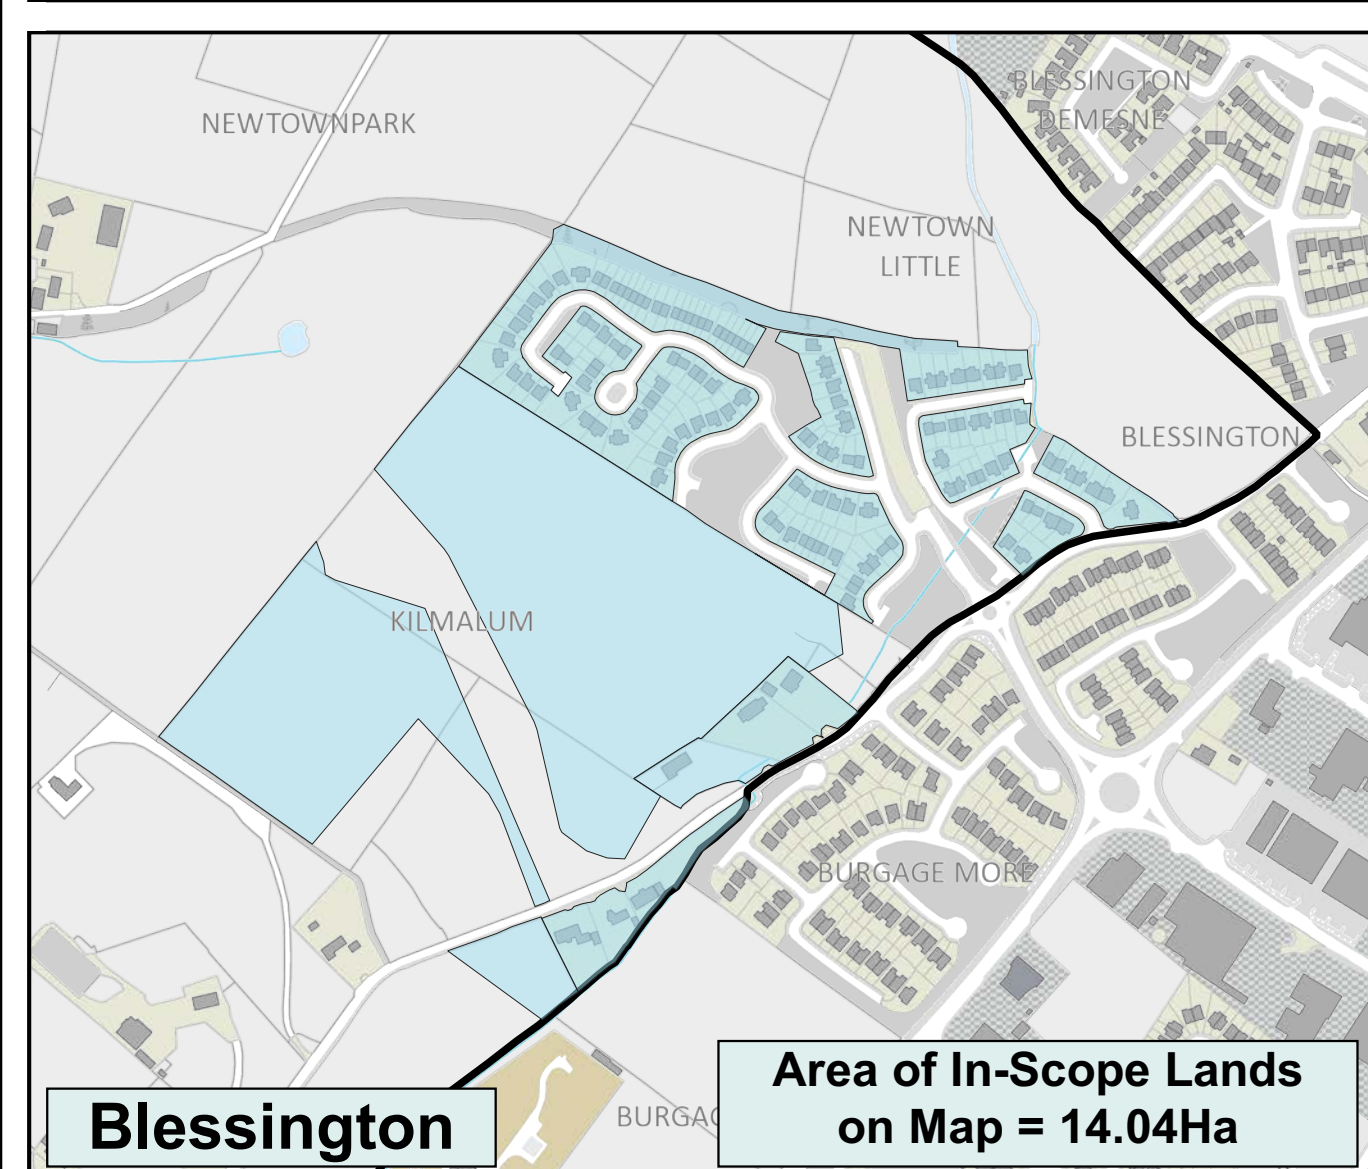 BLESSINGTON
DEMESNE
NEWTOWNPARK
NEWTOWN
LITTLE
BLESSINGTON
KILMALUM
BURGAGE MORE
Area of In-Scope Lands
on Map = 14.04Ha
Blessington